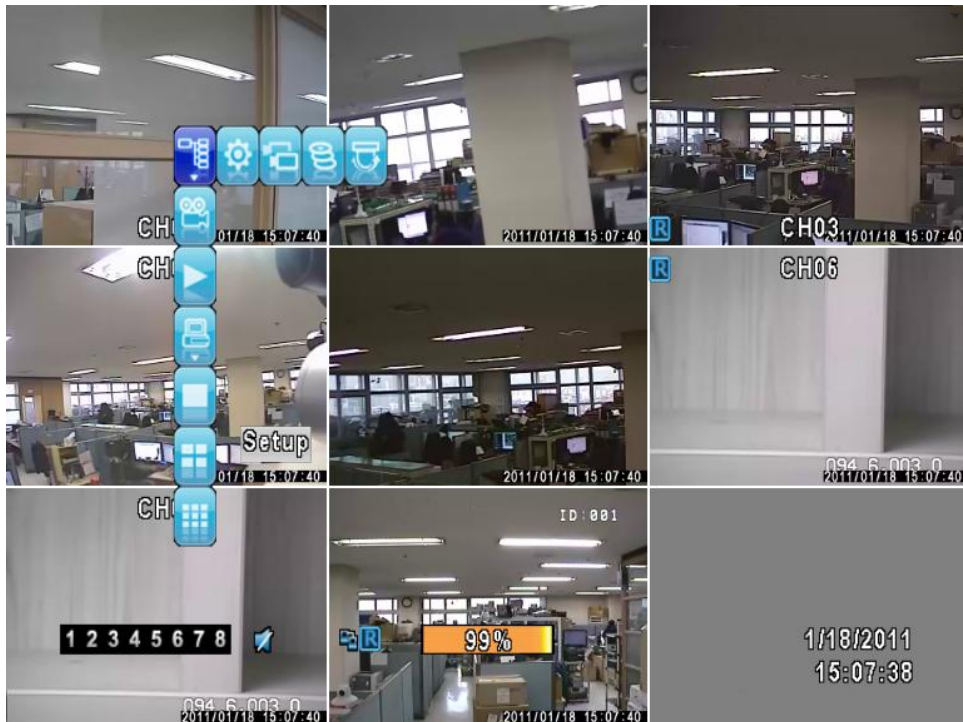 CH
01/18 15:07:40
2011/01/18 15:07:40
R
CH03
2011/01/18 15:07:40
CH
Setup
01/18 15:07:40
2011/01/18 15:07:40
R
CH06
094 6.003 0
2011/01/18 15:07:40
CH
1 2 3 4 5 6 7 8
094 6.003 0
2011/01/18 15:07:40
ID:001
R
99%
2011/01/18 15:07:40
1/18/2011
15:07:38